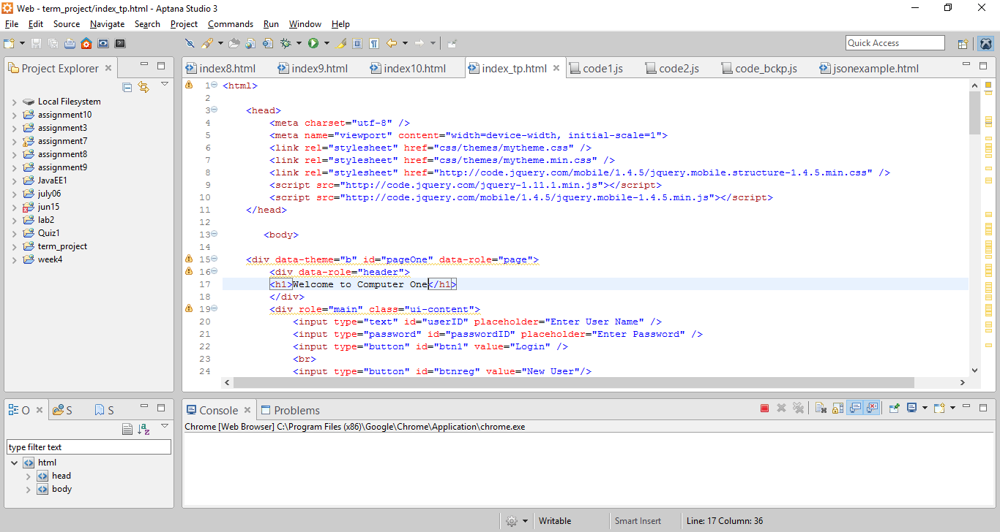 Web - term_project/index_tp.html - Aptana Studio 3
File Edit Source Navigate Search Project Commands Run Window Help
Quick Access
Project Explorer
Local Filesystem
assignment10
assignment3
assignment7
assignment8
assignment9
JavaEE1
july06
jun15
lab2
Quiz1
term_project
week4
index8.html index9.html index10.html index_tp.html code1.js code2.js code_bckp.js jsonexample.html
1 <html>
2
3 <head>
4 <meta charset="utf-8" />
5 <meta name="viewport" content="width=device-width, initial-scale=1">
6 <link rel="stylesheet" href="css/themes/mytheme.css" />
7 <link rel="stylesheet" href="css/themes/mytheme.min.css" />
8 <link rel="stylesheet" href="http://code.jquery.com/mobile/1.4.5/jquery.mobile.structure-1.4.5.min.css" />
9 <script src="http://code.jquery.com/jquery-1.11.1.min.js"></script>
10 <script src="http://code.jquery.com/mobile/1.4.5/jquery.mobile-1.4.5.min.js"></script>
11 </head>
12
13 <body>
14
15 <div data-theme="b" id="pageOne" data-role="page">
16 <div data-role="header">
17 <h1>Welcome to Computer One</h1>
18 </div>
19 <div role="main" class="ui-content">
20 <input type="text" id="userID" placeholder="Enter User Name" />
21 <input type="password" id="passwordID" placeholder="Enter Password" />
22 <input type="button" id="btn1" value="Login" />
23 <br>
24 <input type="button" id="btnreg" value="New User"/>
O S S
type filter text
html
head
body
Console Problems
Chrome [Web Browser] C:\Program Files (x86)\Google\Chrome\Application\chrome.exe
Writable Smart Insert Line: 17 Column: 36